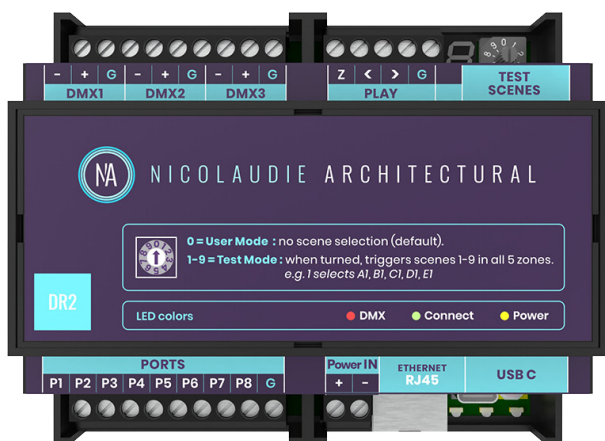 - + G - + G - + G Z < > G TEST
DMX1 DMX2 DMX3 PLAY SCENES
NA NICOLAUDIE ARCHITECTURAL
0 = User Mode : no scene selection (default).
1-9 = Test Mode : when turned, triggers scenes 1-9 in all 5 zones.
e.g. 1 selects A1, B1, C1, D1, E1
DR2
LED colors DMX Connect Power
PORTS Power IN ETHERNET
P1 P2 P3 P4 P5 P6 P7 P8 G + - RJ45 USB C